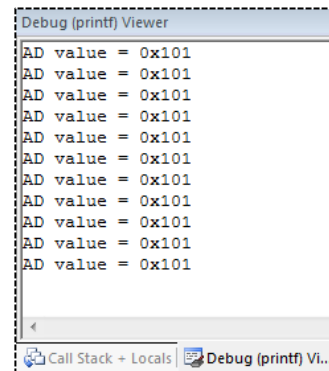 Debug (printf) Viewer
AD value = 0x101
AD value = 0x101
AD value = 0x101
AD value = 0x101
AD value = 0x101
AD value = 0x101
AD value = 0x101
AD value = 0x101
AD value = 0x101
AD value = 0x101
AD value = 0x101
Call Stack + Locals
Debug (printf) Vi...